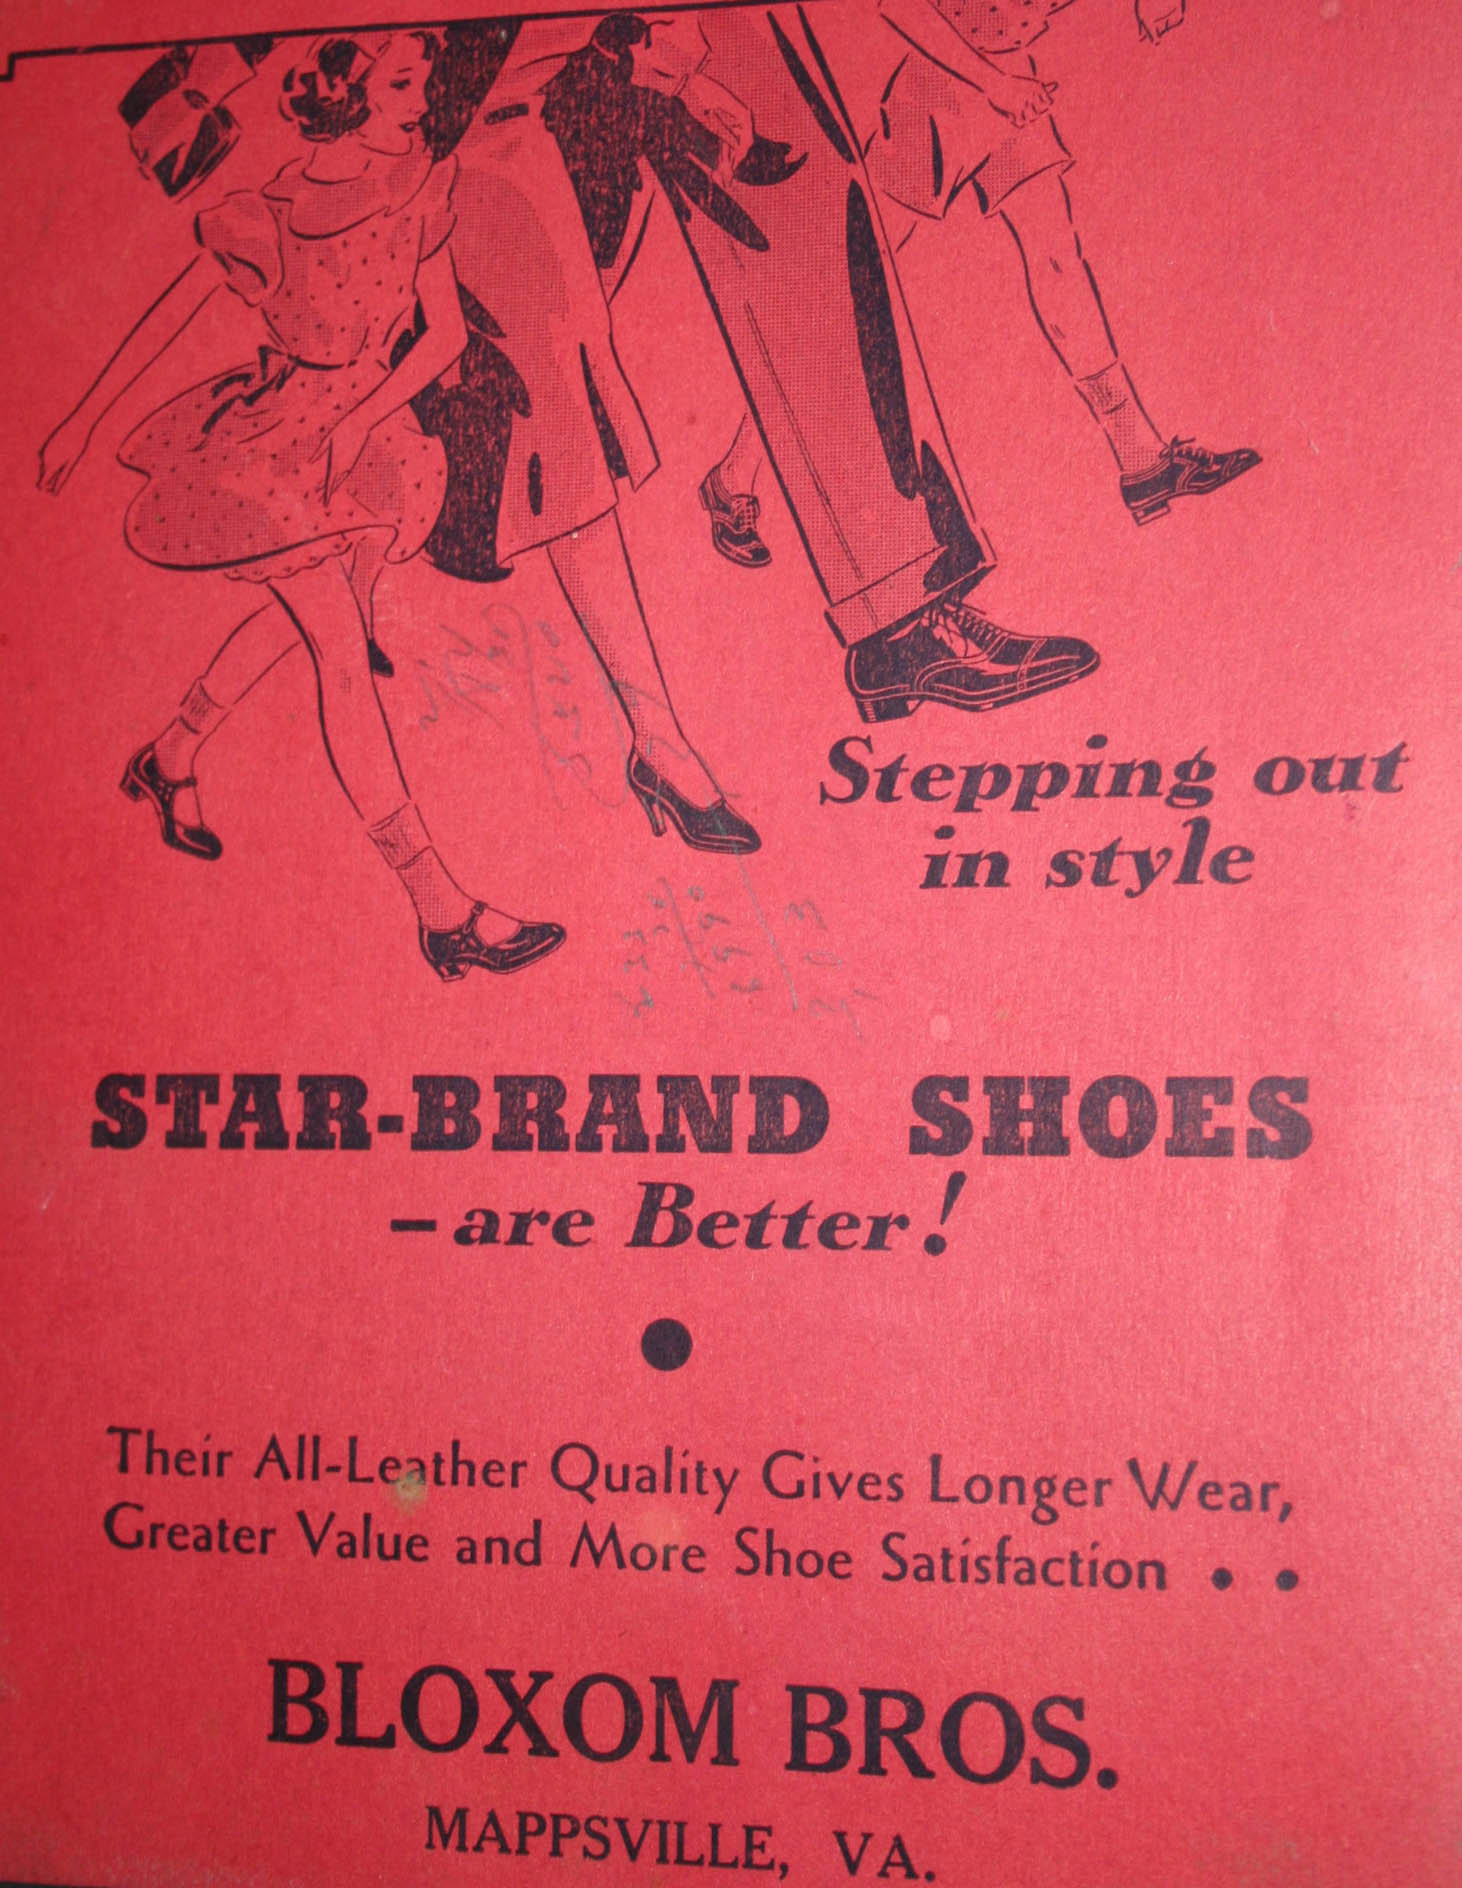 Stepping out
in style
STAR-BRAND SHOES
–are Better!
Their All-Leather Quality Gives Longer Wear,
Greater Value and More Shoe Satisfaction • •
BLOXOM BROS.
MAPPSVILLE, VA.